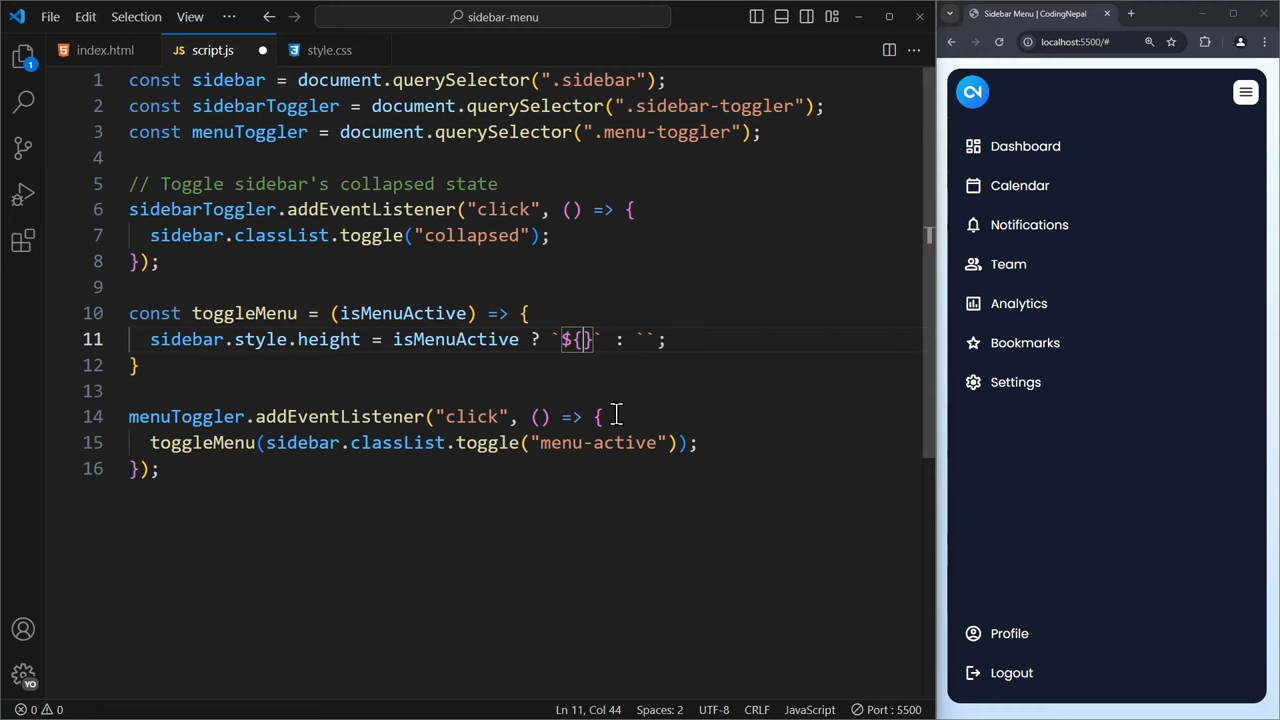 File Edit Selection View ··· sidebar-menu
index.html JS script.js style.css ···
1 const sidebar = document.querySelector(".sidebar");
2 const sidebarToggler = document.querySelector(".sidebar-toggler");
3 const menuToggler = document.querySelector(".menu-toggler");
4
5 // Toggle sidebar's collapsed state
6 sidebarToggler.addEventListener("click", () => {
7 sidebar.classList.toggle("collapsed");
8 });
9
10 const toggleMenu = (isMenuActive) => {
11 sidebar.style.height = isMenuActive ? `${}` : ``;
12 }
13
14 menuToggler.addEventListener("click", () => {
15 toggleMenu(sidebar.classList.toggle("menu-active"));
16 });
1
YO
0 0 Ln 11, Col 44 Spaces: 2 UTF-8 CRLF JavaScript Port : 5500
Sidebar Menu | CodingNepal
localhost:5500/#
CN
Dashboard
Calendar
Notifications
Team
Analytics
Bookmarks
Settings
Profile
Logout